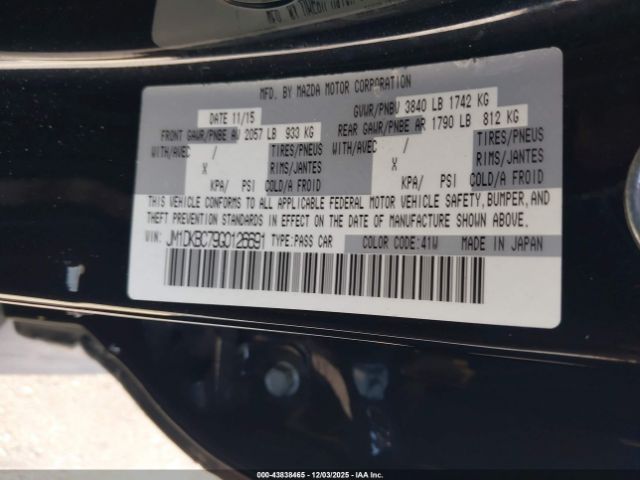 MFD. BY MAZDA MOTOR CORPORATION
DATE 11/15 GVWR/PNBV 3840 LB 1742 KG
FRONT GAWR/PNBE AV 2057 LB 933 KG REAR GAWR/PNBE AR 1790 LB 812 KG
WITH/AVEC / TIRES/PNEUS WITH/AVEC / TIRES/PNEUS
X RIMS/JANTES X RIMS/JANTES
KPA/ PSI COLD/A FROID KPA/ PSI COLD/A FROID
THIS VEHICLE CONFORMS TO ALL APPLICABLE FEDERAL MOTOR VEHICLE SAFETY, BUMPER, AND
THEFT PREVENTION STANDARDS IN EFFECT ON THE DATE OF MANUFACTURE SHOWN ABOVE.
VIN: JM1DKBC79G0126691 TYPE:PASS CAR COLOR CODE:41W MADE IN JAPAN
000-43838465 - 12/03/2025 - IAA Inc.